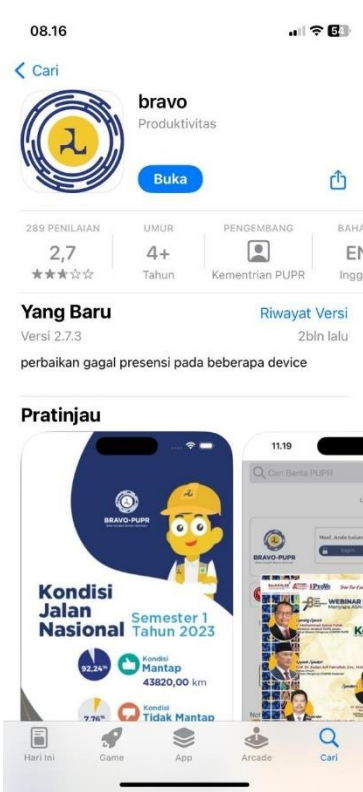 08.16
54
Cari
bravo
Produktivitas
Buka
289 PENILAIAN
UMUR
PENGEMBANG
2,7
4+
EN
Tahun
Kementrian PUPR
Yang Baru
Riwayat Versi
Versi 2.7.3
2bln lalu
perbaikan gagal presensi pada beberapa device
Pratinjau
11.19
Cari Berita PUPR
BRAVO-PUPR
BRAVO-PUPR
Kondisi
Jalan
Nasional
Semester 1
Tahun 2023
92,24%
Kondisi
Mantap
43820,00 km
7,76%
Kondisi
Tidak Mantap
WEBINAR
Hari Ini
Game
App
Arcade
Cari